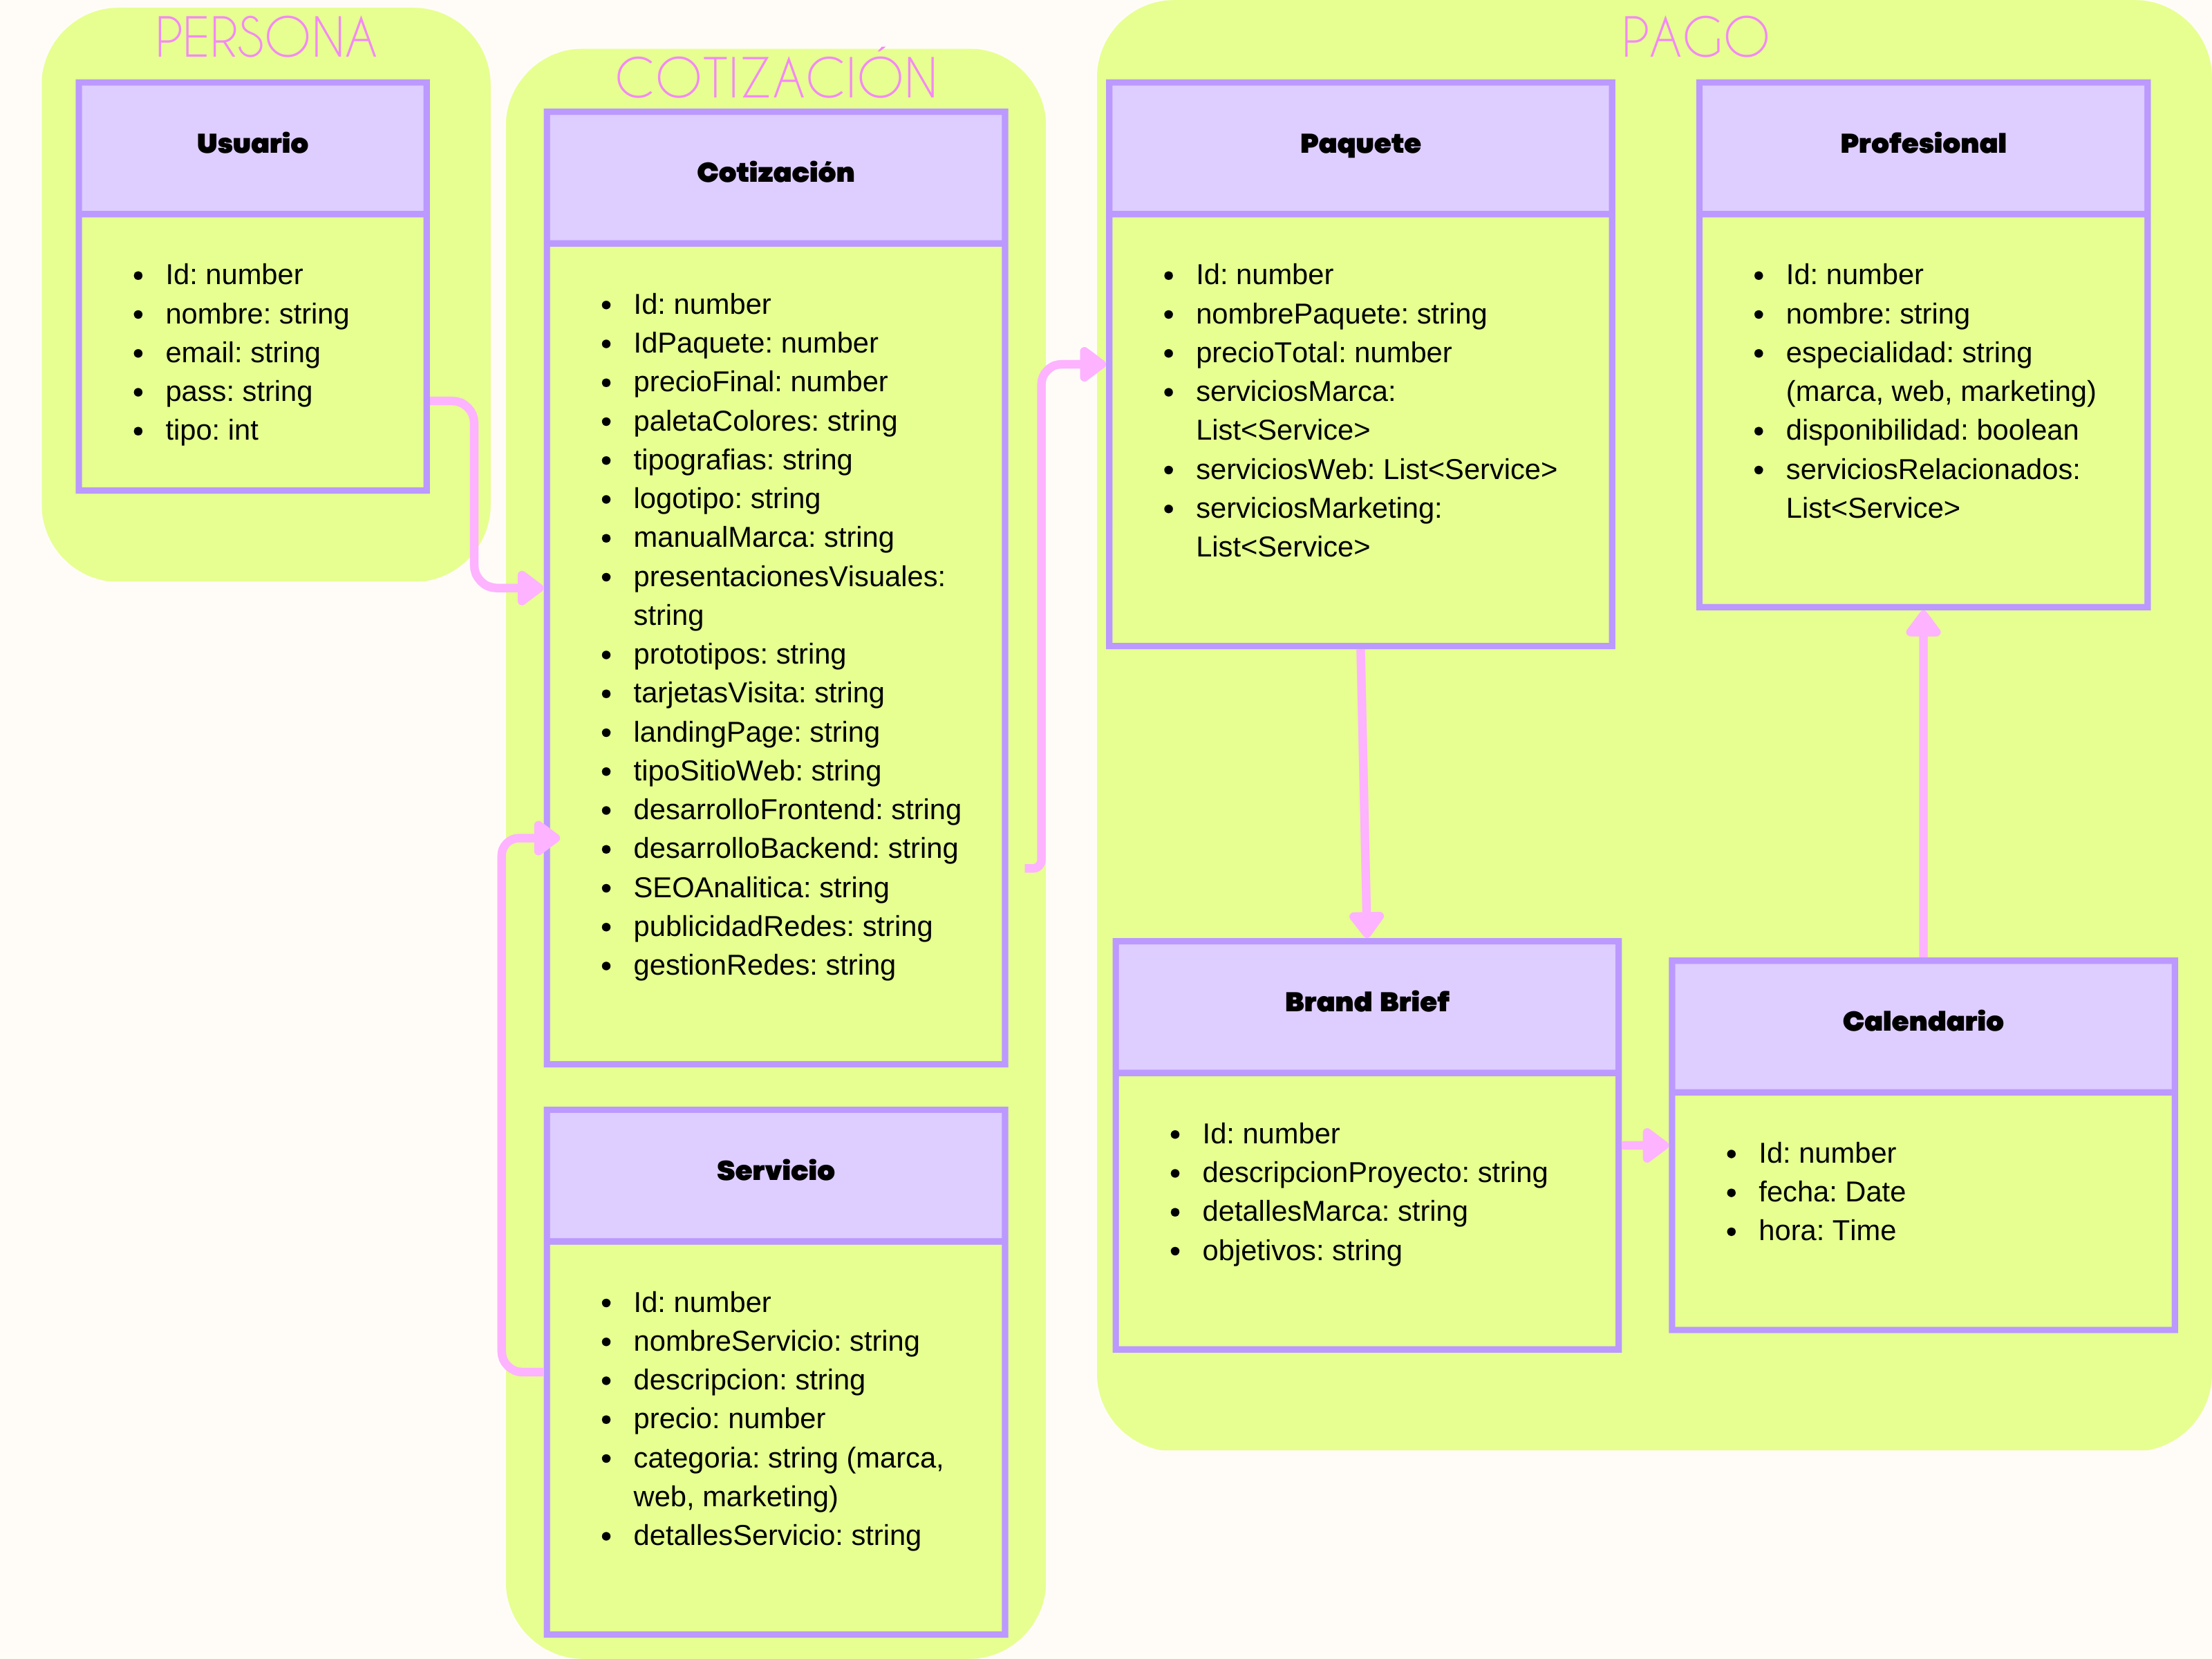 PERSONA
Usuario
• Id: number
• nombre: string
• email: string
• pass: string
• tipo: int
COTIZACIÓN
Cotización
• Id: number
• IdPaquete: number
• precioFinal: number
• paletaColores: string
• tipografias: string
• logotipo: string
• manualMarca: string
• presentacionesVisuales:
string
• prototipos: string
• tarjetasVisita: string
• landingPage: string
• tipoSitioWeb: string
• desarrolloFrontend: string
• desarrolloBackend: string
• SEOAnalitica: string
• publicidadRedes: string
• gestionRedes: string
Servicio
• Id: number
• nombreServicio: string
• descripcion: string
• precio: number
• categoria: string (marca,
web, marketing)
• detallesServicio: string
PAGO
Paquete
• Id: number
• nombrePaquete: string
• precioTotal: number
• serviciosMarca:
List<Service>
• serviciosWeb: List<Service>
• serviciosMarketing:
List<Service>
Profesional
• Id: number
• nombre: string
• especialidad: string
(marca, web, marketing)
• disponibilidad: boolean
• serviciosRelacionados:
List<Service>
Brand Brief
• Id: number
• descripcionProyecto: string
• detallesMarca: string
• objetivos: string
Calendario
• Id: number
• fecha: Date
• hora: Time